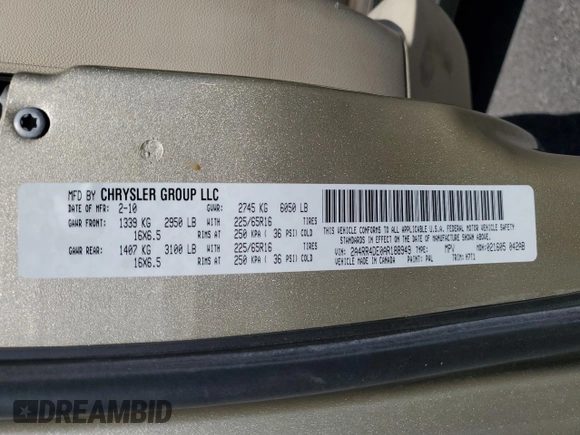 MFD BY CHRYSLER GROUP LLC
DATE OF MFR: 2-10 GVWR: 2745 KG 6050 LB
GAWR FRONT: 1339 KG 2950 LB WITH 225/65R16 TIRES
16X6.5 RIMS AT 250 KPA ( 36 PSI) COLD
GAWR REAR: 1407 KG 3100 LB WITH 225/65R16 TIRES
16X6.5 RIMS AT 250 KPA ( 36 PSI) COLD
THIS VEHICLE CONFORMS TO ALL APPLICABLE U.S.A. FEDERAL MOTOR VEHICLE SAFETY
STANDARDS IN EFFECT ON THE DATE OF MANUFACTURE SHOWN ABOVE.
VIN: 2A4RR4DE0AR188949 TYPE: MPV MDH:021605 042AB
VEHICLE MADE IN CANADA PAINT: PAL TRIM:
DREAMBID